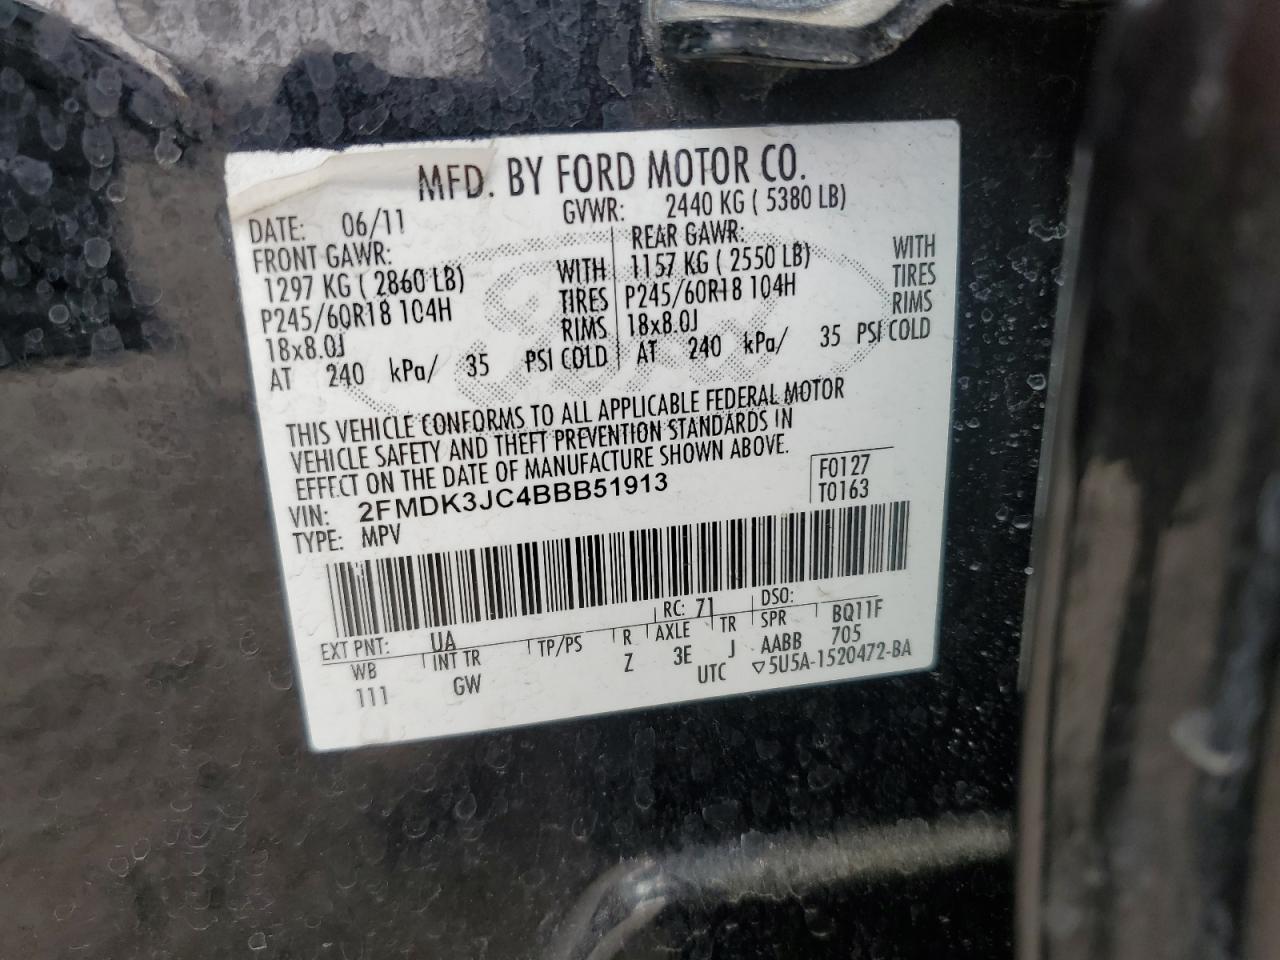 MFD. BY FORD MOTOR CO.
DATE: 06/11 GVWR: 2440 KG ( 5380 LB)
FRONT GAWR: REAR GAWR:
1297 KG ( 2860 LB) WITH 1157 KG ( 2550 LB) WITH
P245/60R18 104H TIRES P245/60R18 104H TIRES
18x8.0J RIMS 18x8.0J RIMS
AT 240 kPa/ 35 PSI COLD AT 240 kPa/ 35 PSI COLD
THIS VEHICLE CONFORMS TO ALL APPLICABLE FEDERAL MOTOR
VEHICLE SAFETY AND THEFT PREVENTION STANDARDS IN
EFFECT ON THE DATE OF MANUFACTURE SHOWN ABOVE.
VIN: 2FMDK3JC4BBB51913 F0127
TYPE: MPV T0163
EXT PNT: UA RC: 71 DSO:
WB INT TR TP/PS R AXLE TR SPR BQ11F
111 GW Z 3E J AABB 705
UTC ▽5U5A-1520472-BA